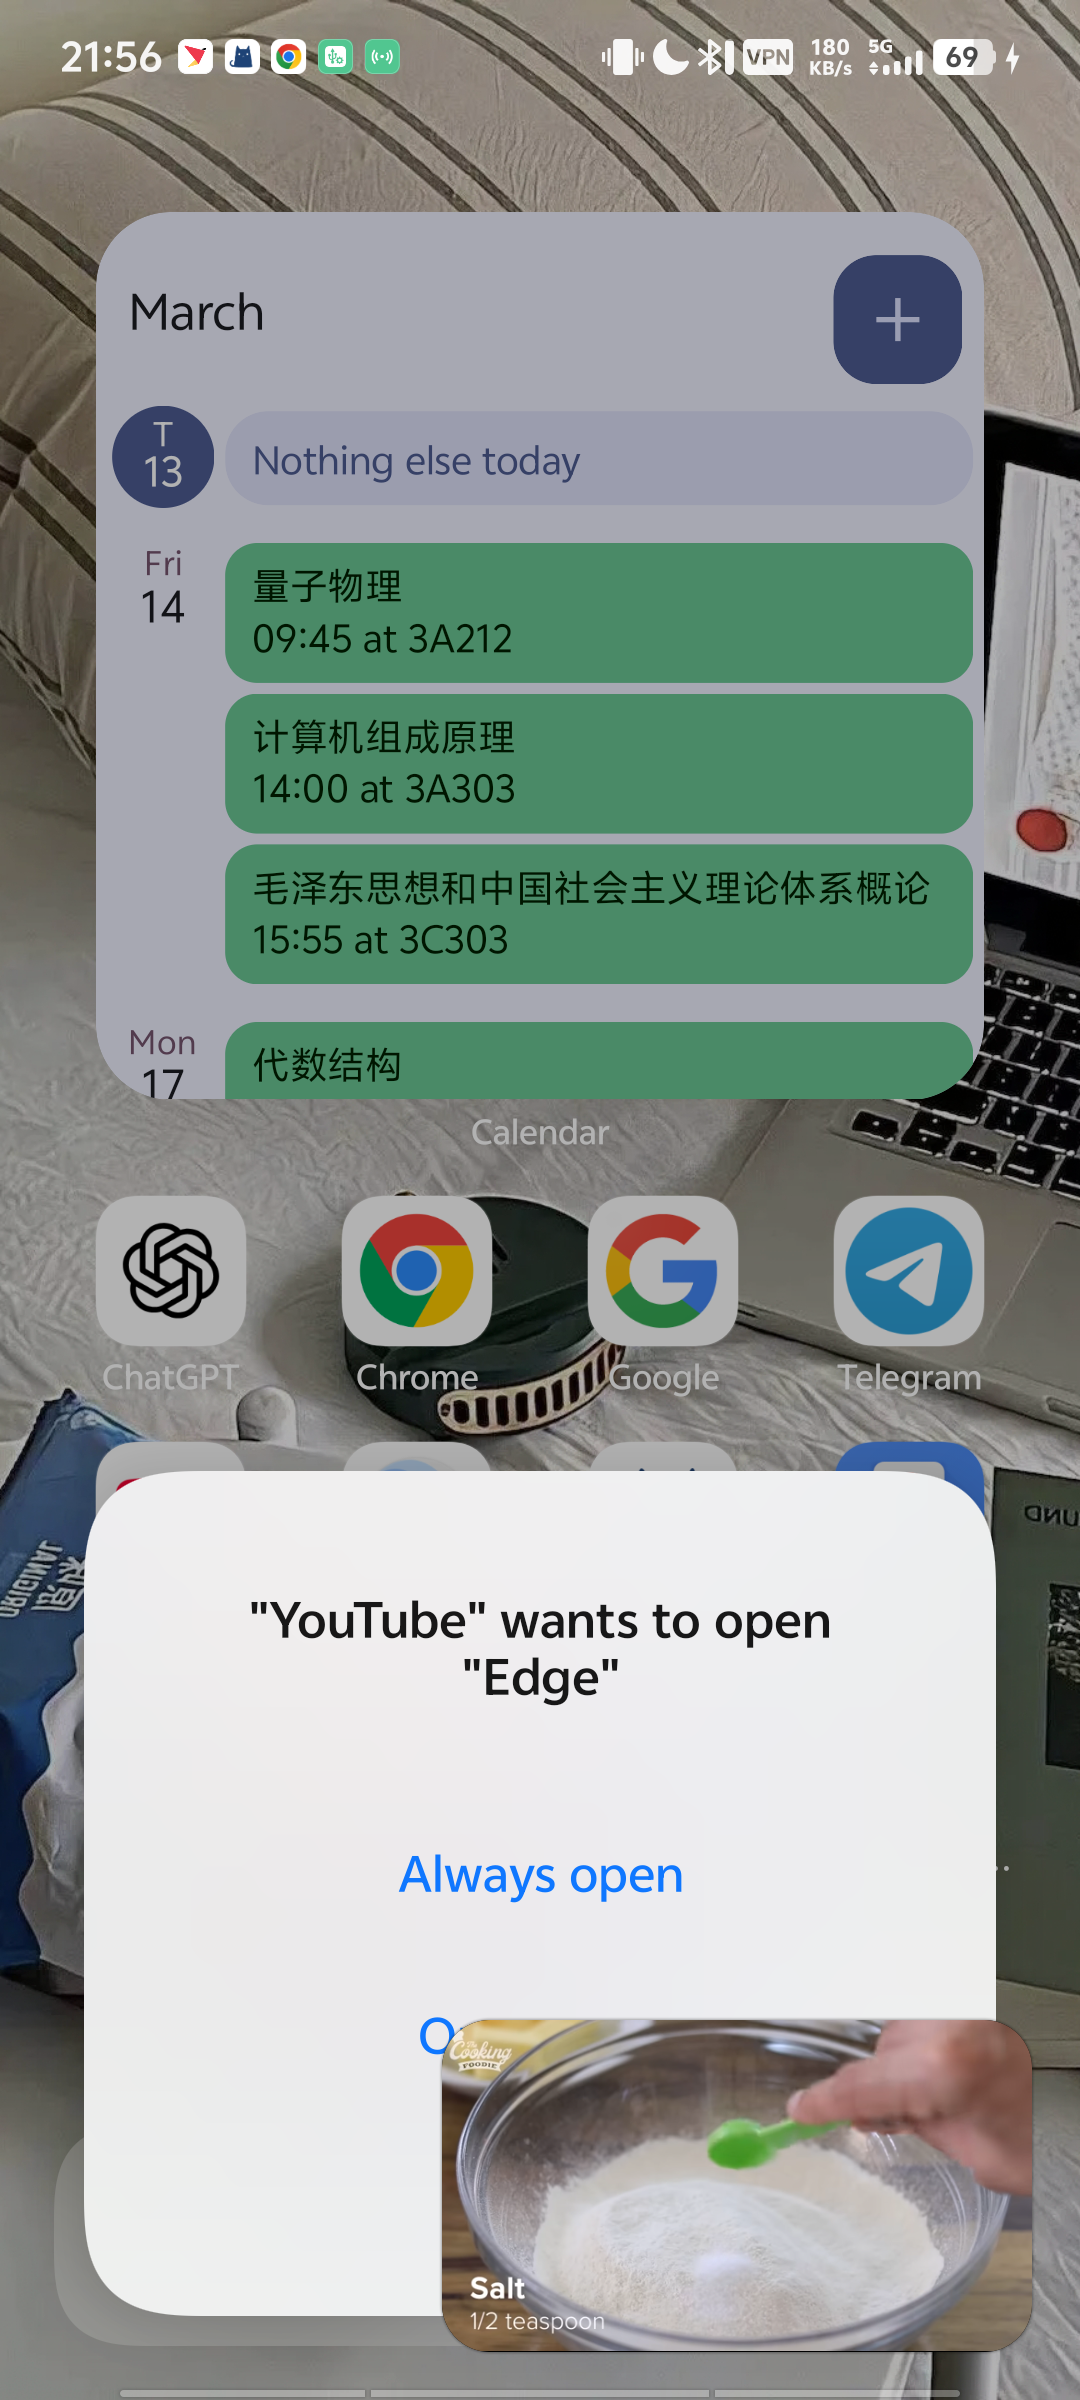 21:56
VPN
180
KB/s
5G
69
March
T
13
Nothing else today
Fri
14
量子物理
09:45 at 3A212
计算机组成原理
14:00 at 3A303
毛泽东思想和中国社会主义理论体系概论
15:55 at 3C303
Mon
17
代数结构
Calendar
ChatGPT
Chrome
Google
Telegram
"YouTube" wants to open
"Edge"
Always open
The
Cooking
FOODIE
Salt
1/2 teaspoon